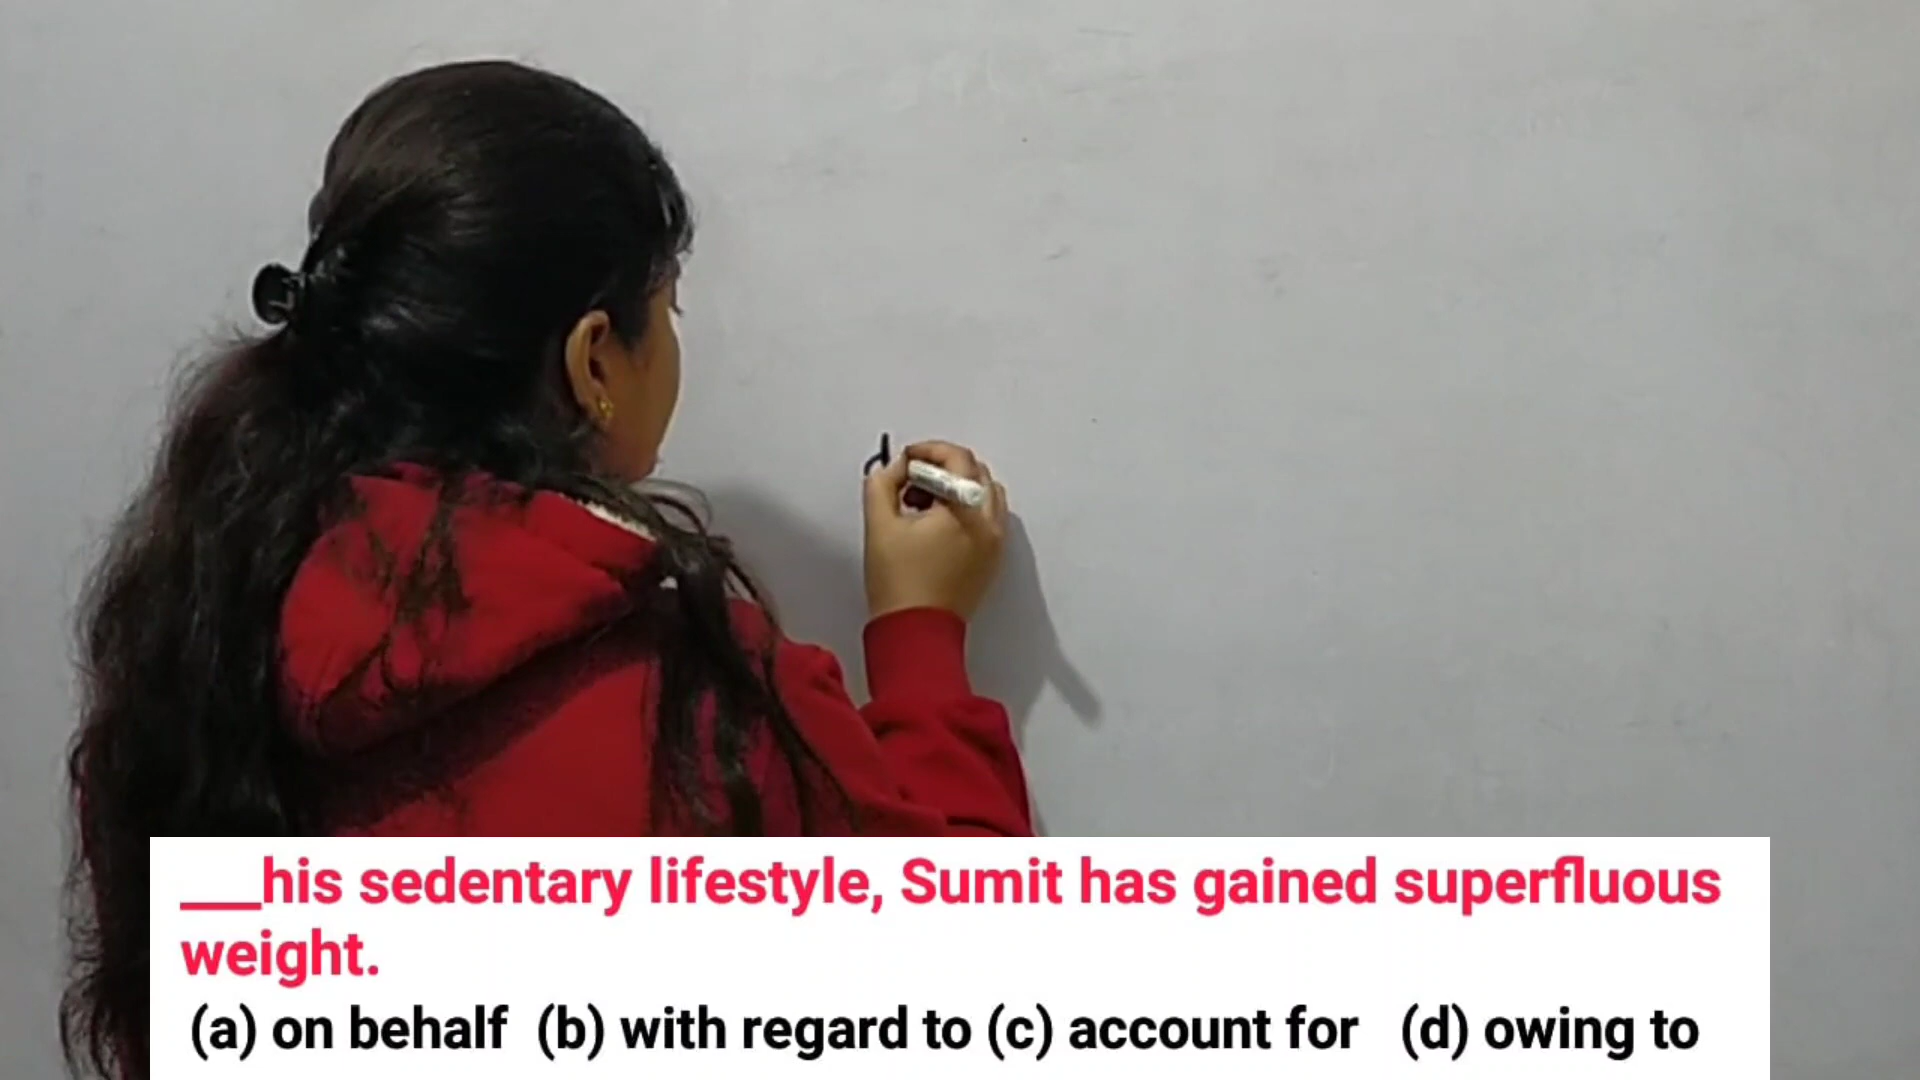 ___his sedentary lifestyle, Sumit has gained superfluous
weight.
(a) on behalf (b) with regard to (c) account for (d) owing to